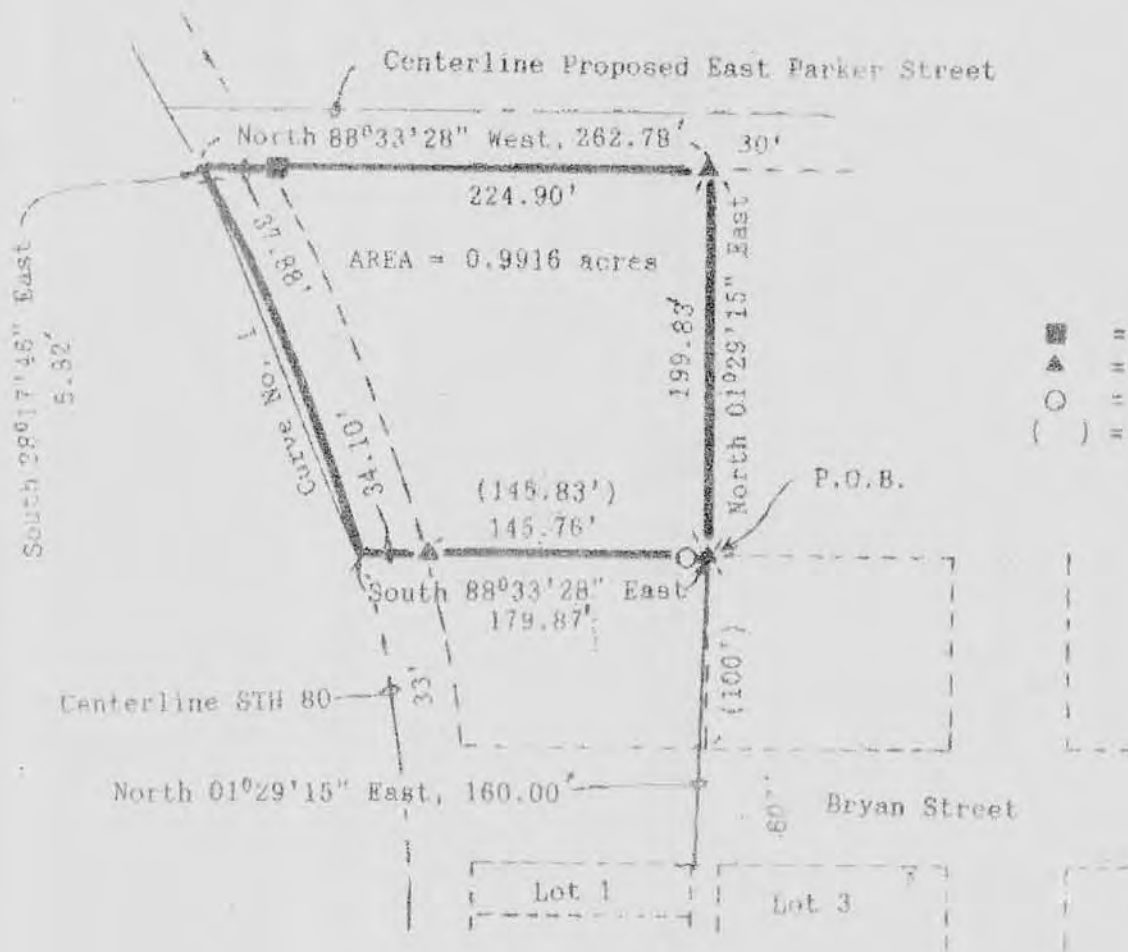 Centerline Proposed East Parker Street
North 88°33'28" West, 262.78'
30'
224.90'
37.88'
AREA = 0.9916 acres
South 28°17'46" East
5.82'
Curve No. 1
199.83'
North 01°29'15" East
34.10'
(145.83')
145.76'
P.O.B.
South 88°33'28" East
179.87'
(100')
33'
Centerline STH 80
North 01°29'15" East, 160.00'
60'
Bryan Street
Lot 1
Lot 3
■ =
▲ =
○ =
( ) =